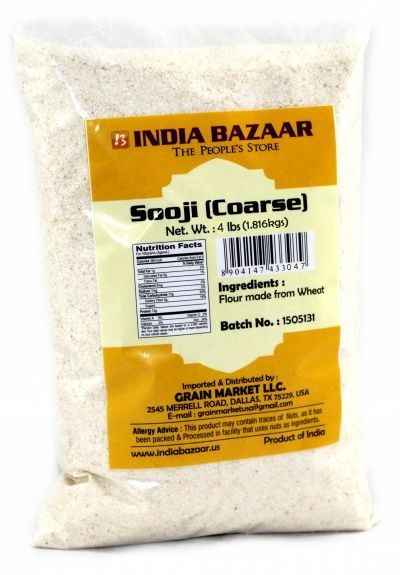 B INDIA BAZAAR
THE PEOPLE'S STORE
Sooji (Coarse)
Net. Wt. : 4 lbs (1.816kgs)
Nutrition Facts
8904147433047
Ingredients :
Flour made from Wheat
Batch No. : 1505131
Imported & Distributed by :
GRAIN MARKET LLC.
2545 MERRELL ROAD, DALLAS, TX 75229, USA
E-mail : grainmarketusa@gmail.com
Allergy Advice : This product may contain traces of Nuts, as it has
been packed & Processed in facility that uses nuts as ingredients.
www.indiabazaar.us
Product of India